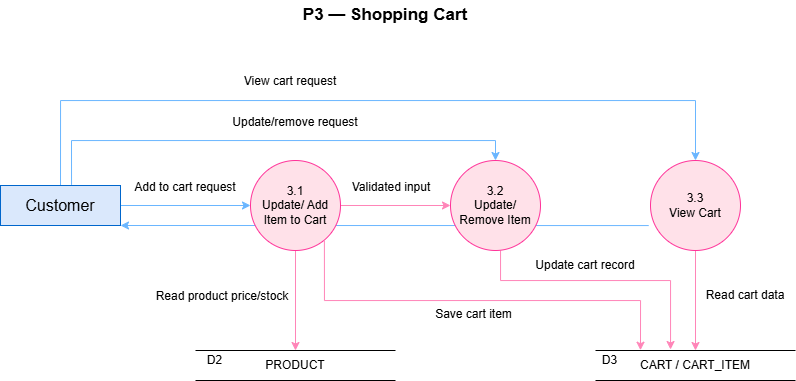 P3 — Shopping Cart
View cart request
Update/remove request
Add to cart request
Validated input
Customer
3.1
Update/ Add
Item to Cart
3.2
Update/
Remove Item
3.3
View Cart
Update cart record
Read product price/stock
Read cart data
Save cart item
D2
PRODUCT
D3
CART / CART_ITEM